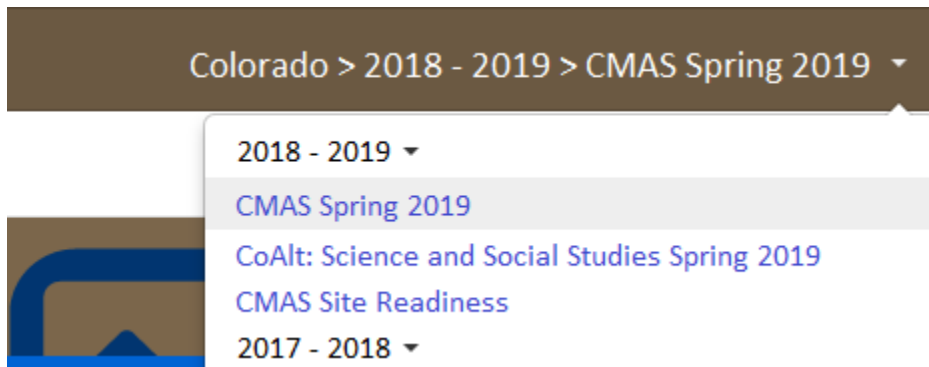 Colorado > 2018 - 2019 > CMAS Spring 2019
2018 - 2019
CMAS Spring 2019
CoAlt: Science and Social Studies Spring 2019
CMAS Site Readiness
2017 - 2018